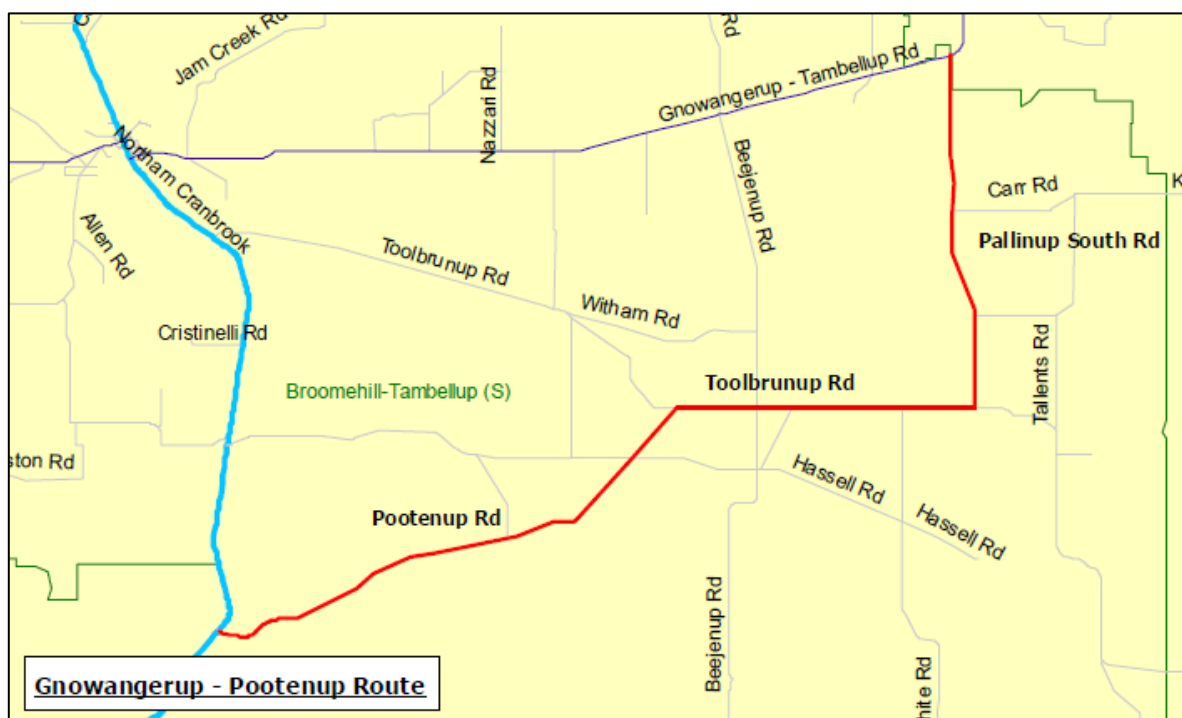 Jam Creek Rd
Rd
Nazzari Rd
Gnowangerup - Tambellup Rd
Northam Cranbrook
Beejenup Rd
Carr Rd
K
Allen Rd
Toolbrunup Rd
Pallinup South Rd
Witham Rd
Cristinelli Rd
Tallents Rd
Broomehill-Tambellup (S)
Toolbrunup Rd
ston Rd
Hassell Rd
Pootenup Rd
Hassell Rd
Beejenup Rd
hite Rd
Gnowangerup - Pootenup Route